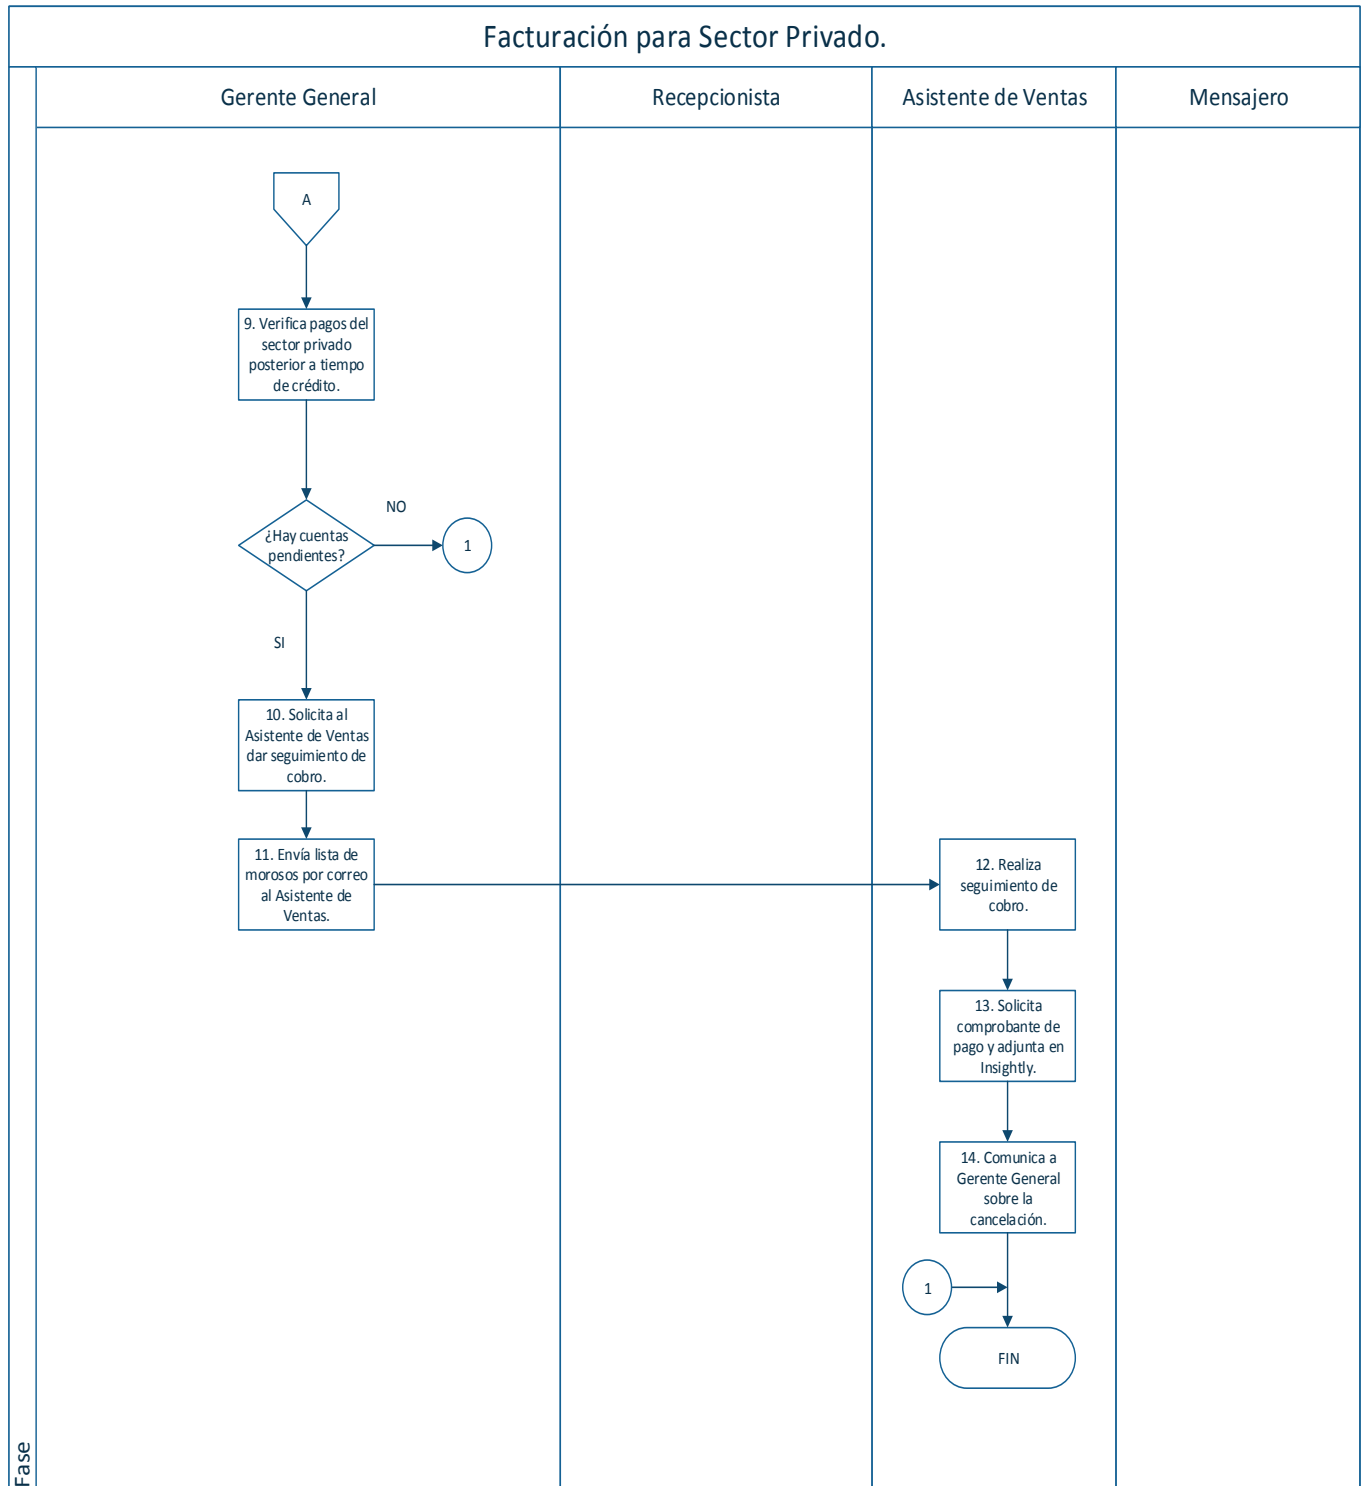 Facturación para Sector Privado.
Gerente General
Recepcionista
Asistente de Ventas
Mensajero
A
9. Verifica pagos del
sector privado
posterior a tiempo
de crédito.
NO
¿Hay cuentas
pendientes?
1
SI
10. Solicita al
Asistente de Ventas
dar seguimiento de
cobro.
11. Envía lista de
morosos por correo
al Asistente de
Ventas.
12. Realiza
seguimiento de
cobro.
13. Solicita
comprobante de
pago y adjunta en
Insightly.
14. Comunica a
Gerente General
sobre la
cancelación.
1
FIN
Fase